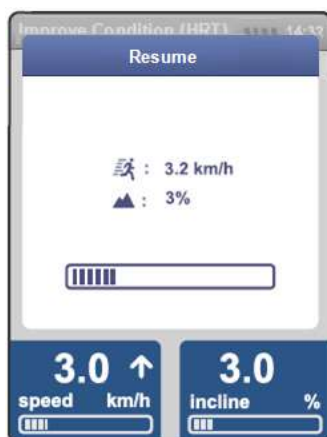 Improve Condition (HRT) 14:32
Resume
: 3.2 km/h
: 3%
3.0 3.0
speed km/h incline %